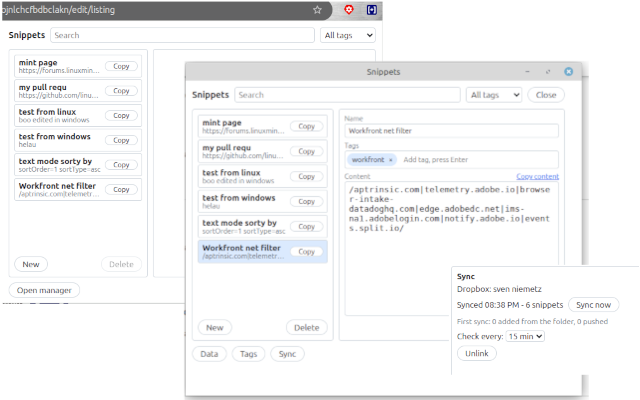 ojnlchcfbdbclakn/edit/listing
Snippets
Search
All tags
mint page
https://forums.linuxmin...
Copy
my pull requ
https://github.com/linu...
Copy
test from linux
boo edited in windows
Copy
test from windows
helau
Copy
text mode sorty by
sortOrder=1 sortType=asc
Copy
Workfront net filter
/aptrinsic.com|telemetr...
Copy
New
Delete
Open manager
Snippets
Snippets
Search
All tags
Close
mint page
https://forums.linuxmin...
Copy
my pull requ
https://github.com/linu...
Copy
test from linux
boo edited in windows
Copy
test from windows
helau
Copy
text mode sorty by
sortOrder=1 sortType=asc
Copy
Workfront net filter
/aptrinsic.com|telemetr...
Copy
New
Delete
Data
Tags
Sync
Name
Workfront net filter
Tags
workfront ×
Add tag, press Enter
Content
Copy content
/aptrinsic.com|telemetry.adobe.io|browse
r-intake-
datadoghq.com|edge.adobedc.net|ims-
na1.adobelogin.com|notify.adobe.io|event
s.split.io/
Sync
Dropbox: sven niemetz
Synced 08:38 PM - 6 snippets
Sync now
First sync: 0 added from the folder, 0 pushed
Check every: 15 min
Unlink